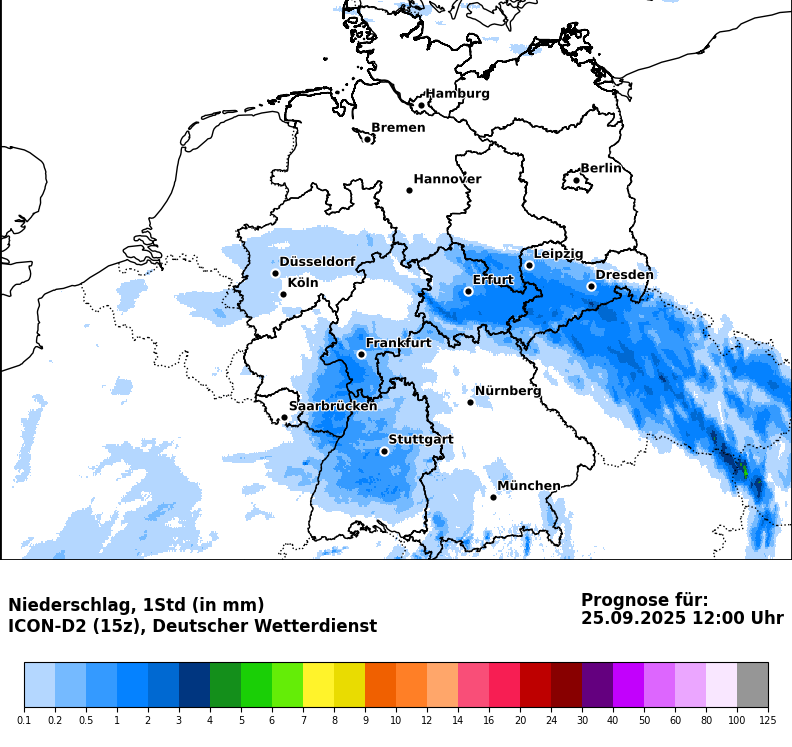 Hamburg
Bremen
Berlin
Hannover
Leipzig
Düsseldorf
Dresden
Köln
Erfurt
Frankfurt
Nürnberg
Saarbrücken
Stuttgart
München
Niederschlag, 1Std (in mm)
ICON-D2 (15z), Deutscher Wetterdienst
Prognose für:
25.09.2025 12:00 Uhr
0.1 0.2 0.5 1 2 3 4 5 6 7 8 9 10 12 14 16 20 24 30 40 50 60 80 100 125